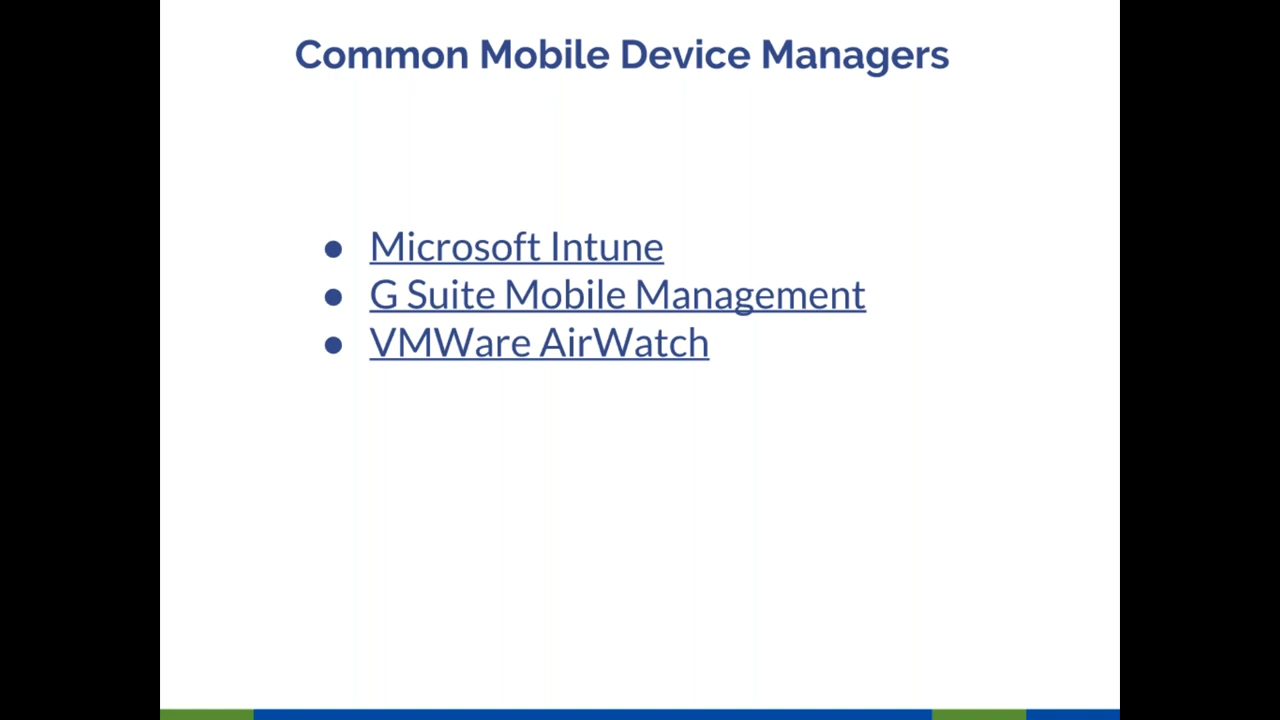 Common Mobile Device Managers
● Microsoft Intune
● G Suite Mobile Management
● VMWare AirWatch